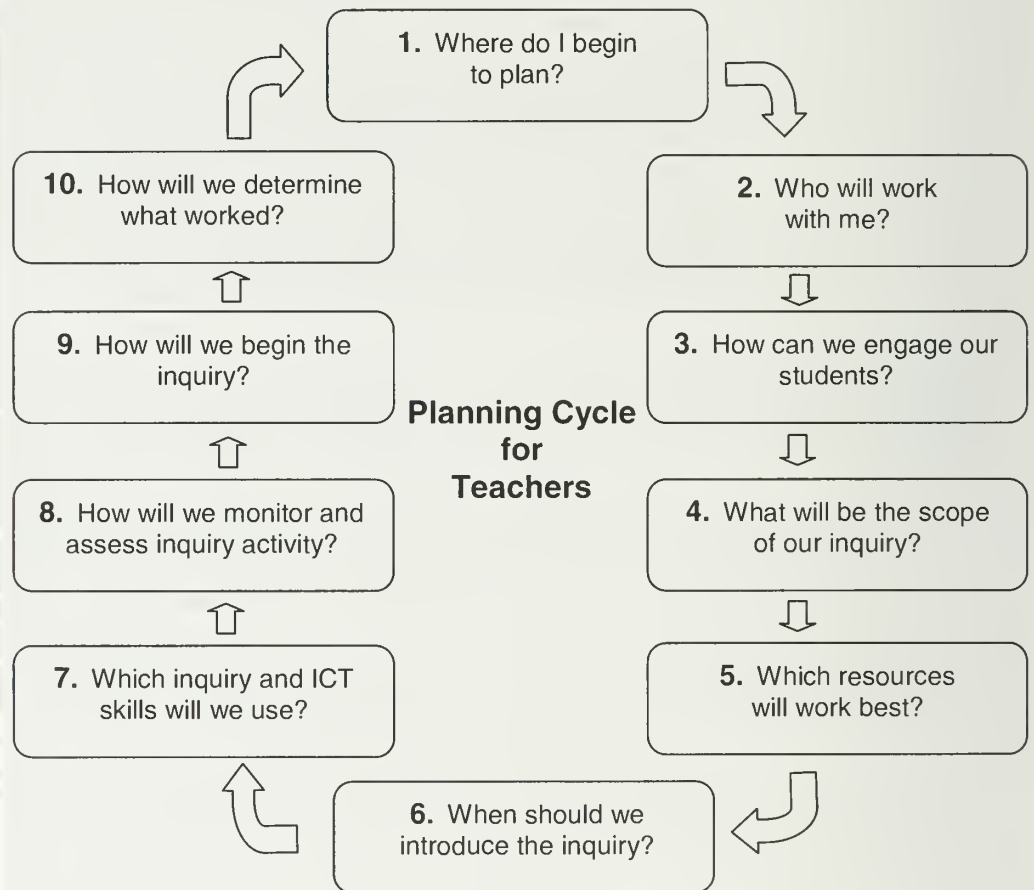 1. Where do I begin
to plan?
2. Who will work
with me?
3. How can we engage our
students?
4. What will be the scope
of our inquiry?
5. Which resources
will work best?
6. When should we
introduce the inquiry?
7. Which inquiry and ICT
skills will we use?
8. How will we monitor and
assess inquiry activity?
9. How will we begin the
inquiry?
10. How will we determine
what worked?
Planning Cycle
for
Teachers